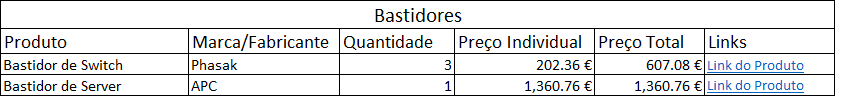 Bastidores
Produto Marca/Fabricante Quantidade Preço Individual Preço Total Links
Bastidor de Switch Phasak 3 202.36 € 607.08 € Link do Produto
Bastidor de Server APC 1 1,360.76 € 1,360.76 € Link do Produto